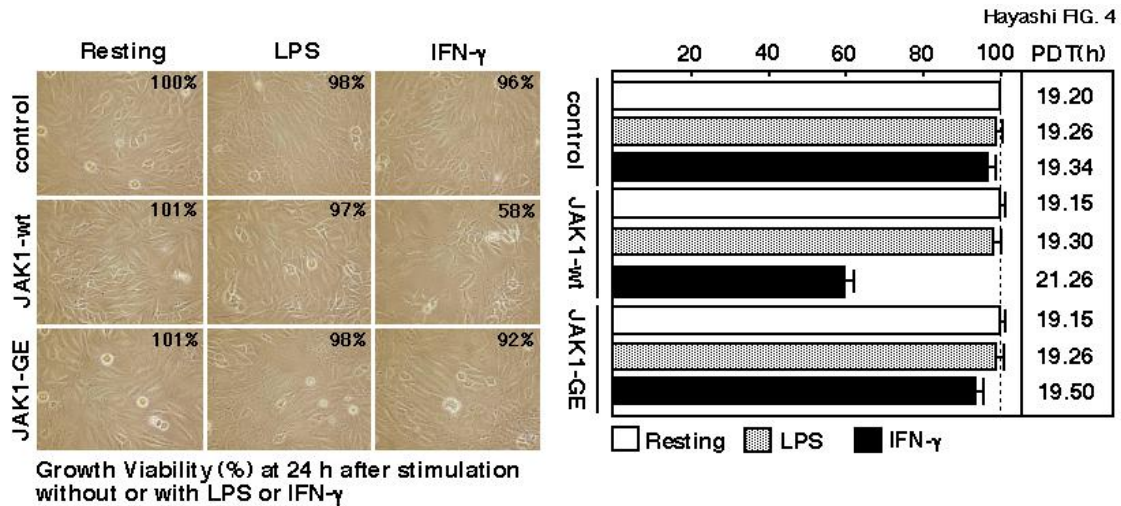 Hayashi FIG. 4
Resting LPS IFN-γ
control 100% 98% 96%
JAK1-wt 101% 97% 58%
JAK1-GE 101% 98% 92%
Growth Viability (%) at 24 h after stimulation
without or with LPS or IFN-γ
20 40 60 80 100 PDT(h)
control
19.20
19.26
19.34
JAK1-wt
19.15
19.30
21.26
JAK1-GE
19.15
19.26
19.50
Resting LPS IFN-γ